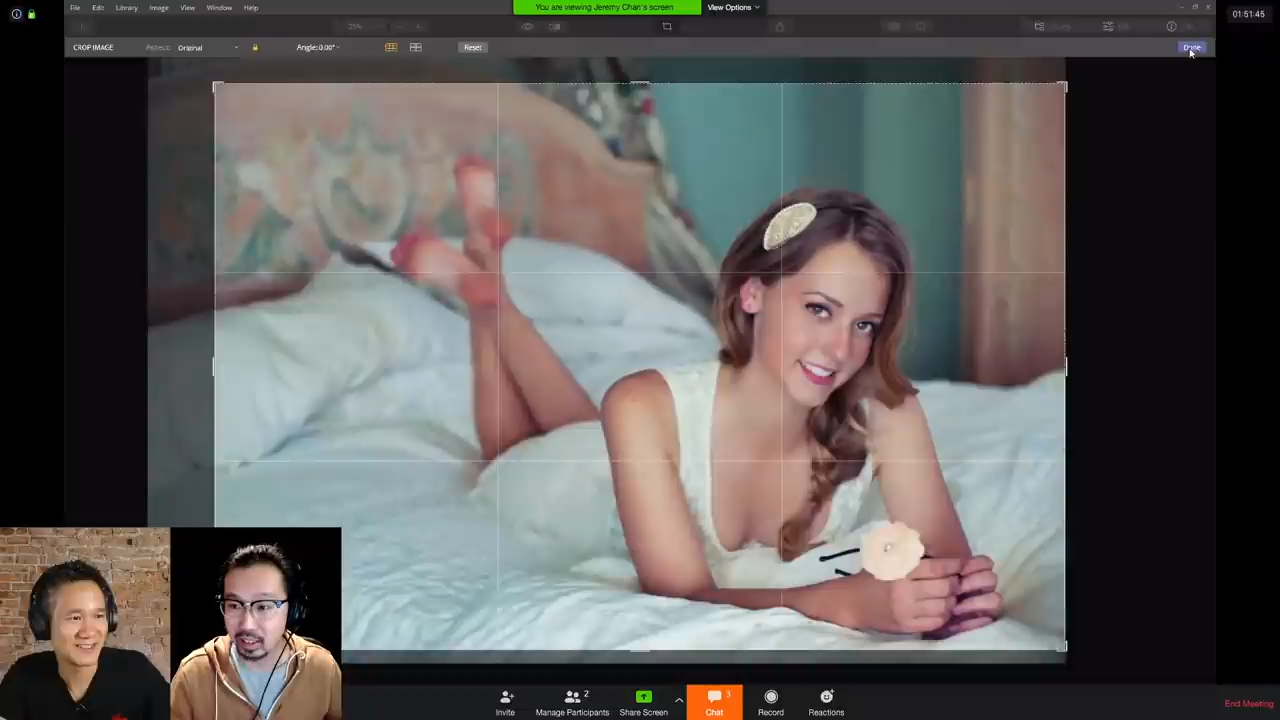 File Edit Library Image View Window Help
You are viewing Jeremy Chan's screen View Options
01:51:45
25%
CROP IMAGE Aspect: Original Angle:0.00° Reset Done
Invite Manage Participants 2 Share Screen Chat 3 Record Reactions End Meeting